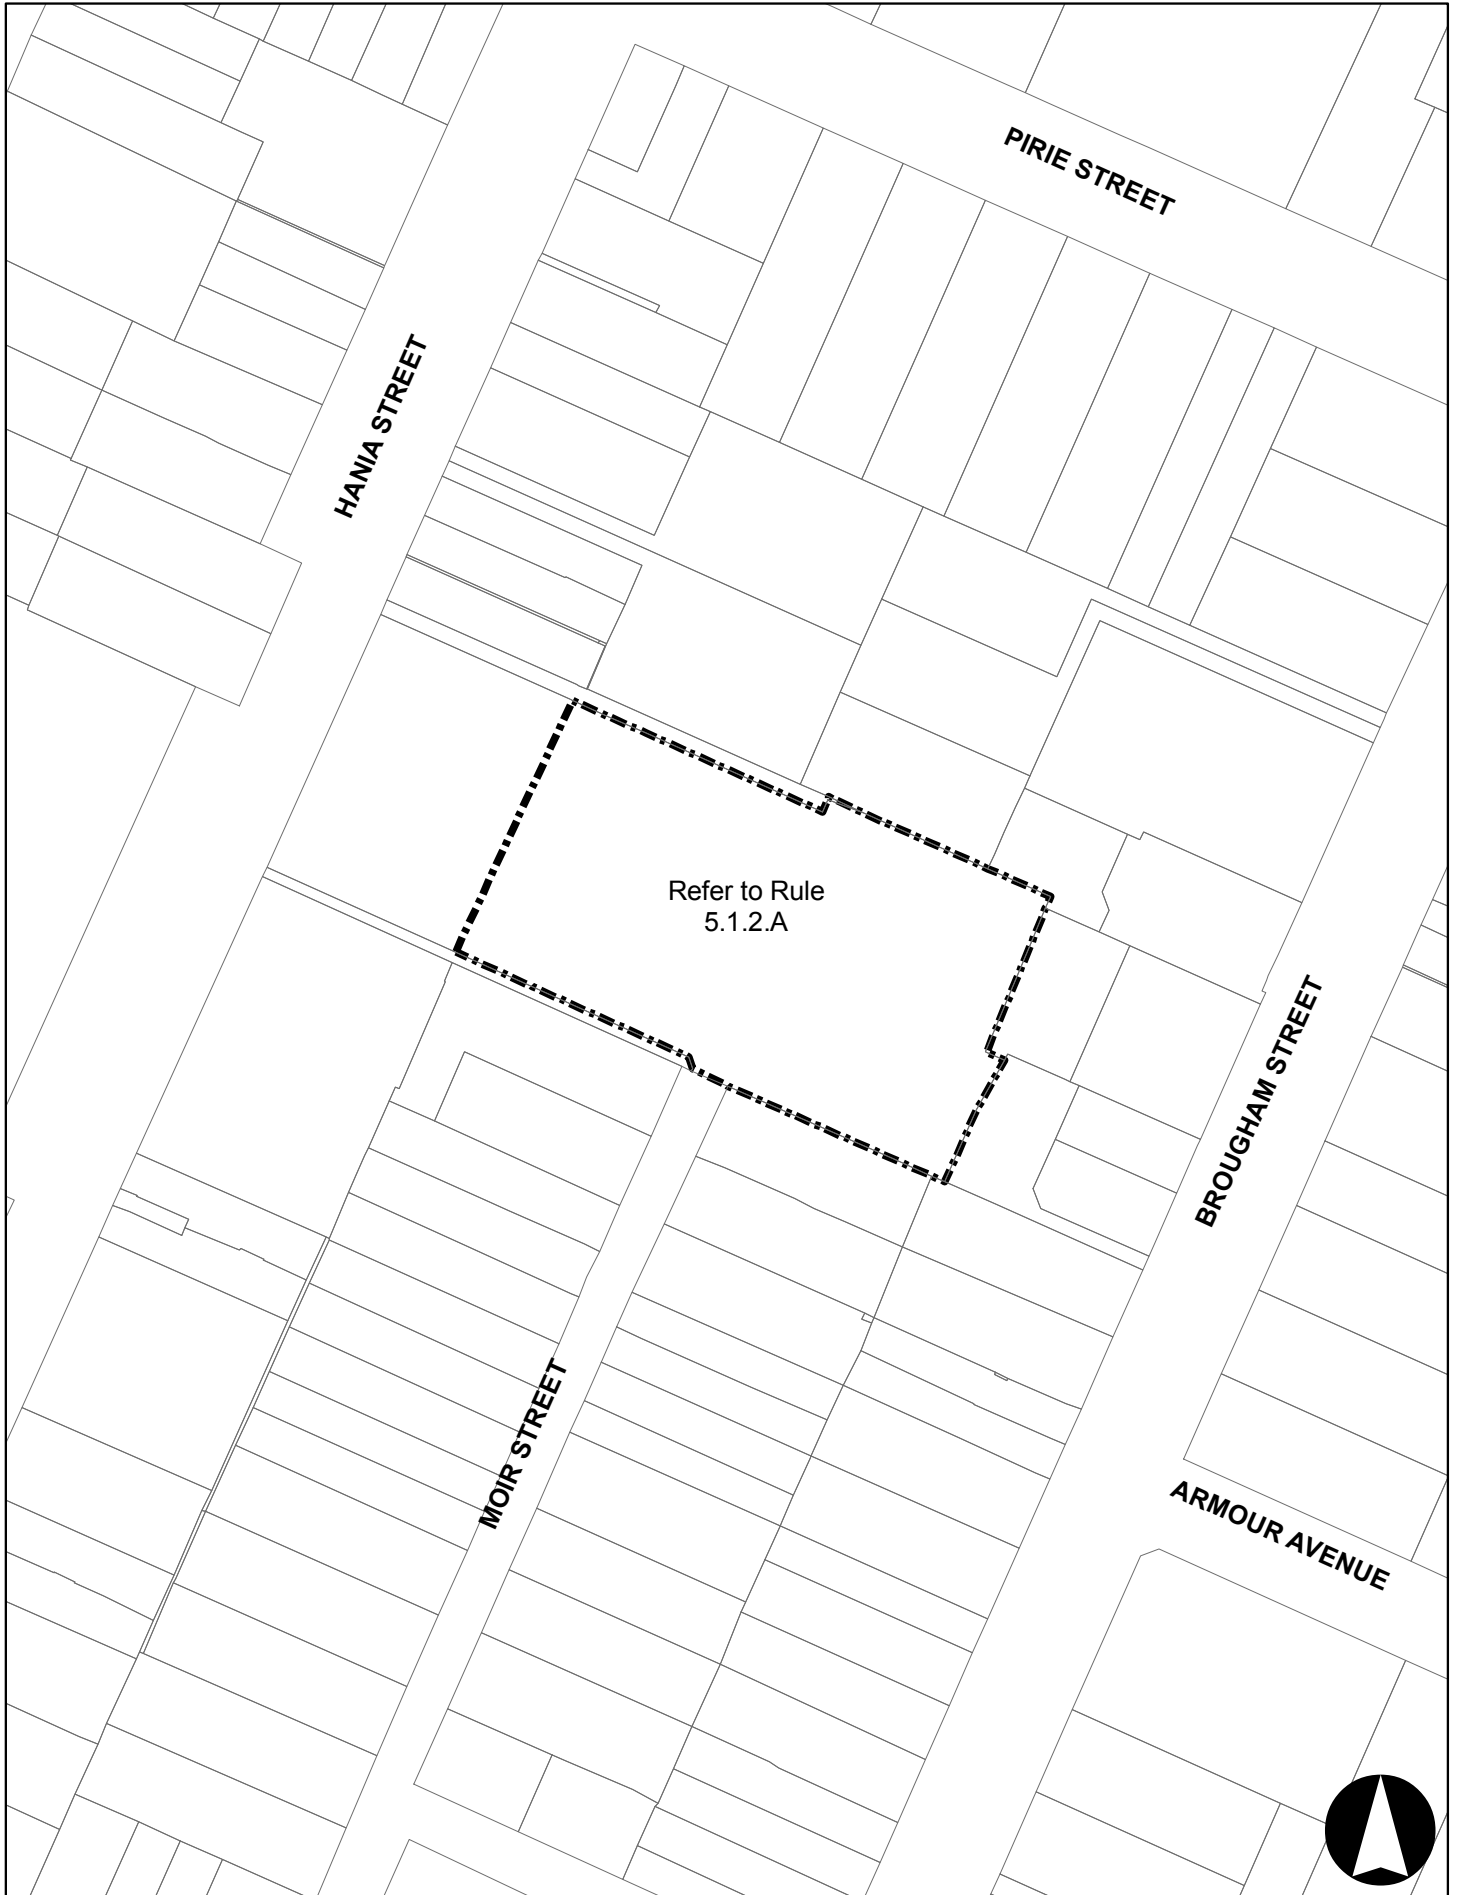 PIRIE STREET
HANIA STREET
Refer to Rule
5.1.2.A
BROUGHAM STREET
MOIR STREET
ARMOUR AVENUE